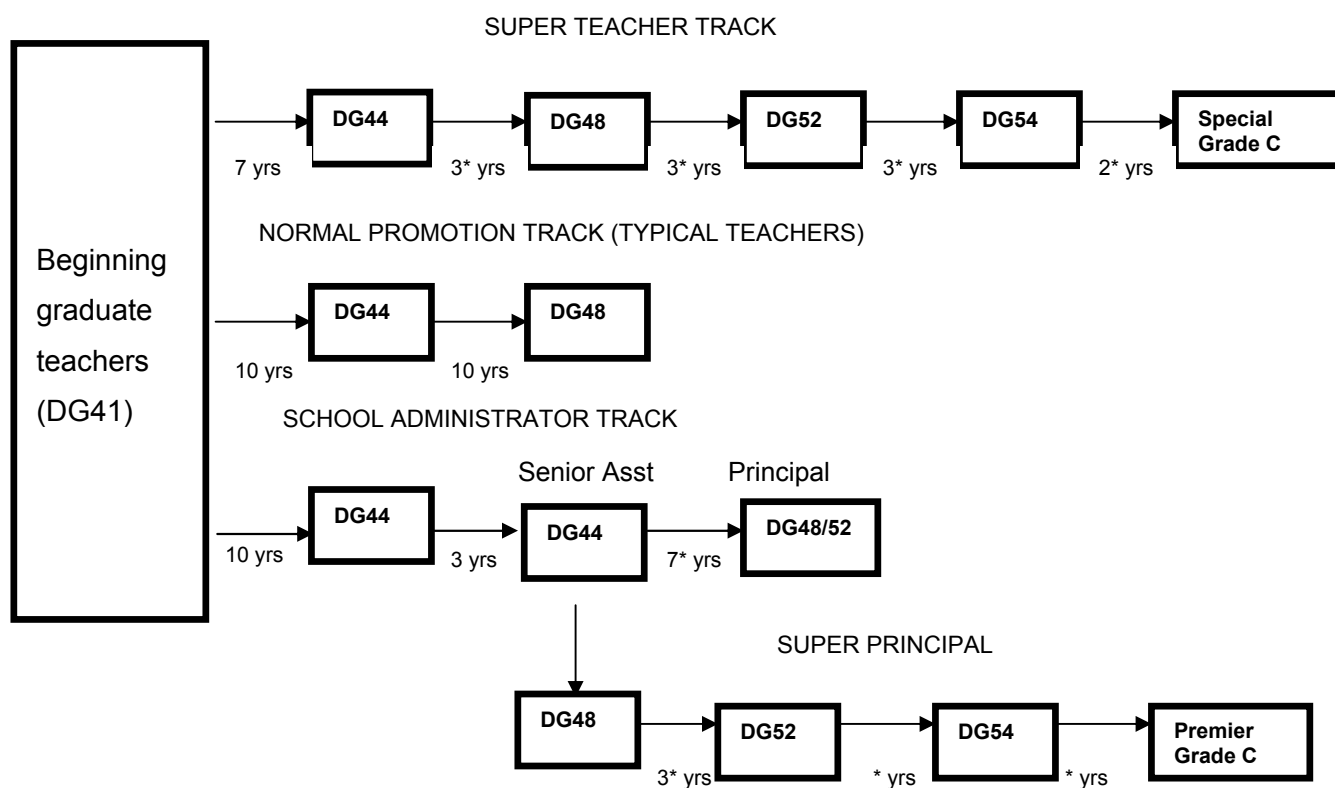 SUPER TEACHER TRACK
DG44
DG48
DG52
DG54
Special
Grade C
7 yrs
3* yrs
3* yrs
3* yrs
2* yrs
NORMAL PROMOTION TRACK (TYPICAL TEACHERS)
Beginning
graduate
teachers
(DG41)
DG44
DG48
10 yrs
10 yrs
SCHOOL ADMINISTRATOR TRACK
Senior Asst
Principal
DG44
DG44
DG48/52
10 yrs
3 yrs
7* yrs
SUPER PRINCIPAL
DG48
DG52
DG54
Premier
Grade C
3* yrs
* yrs
* yrs